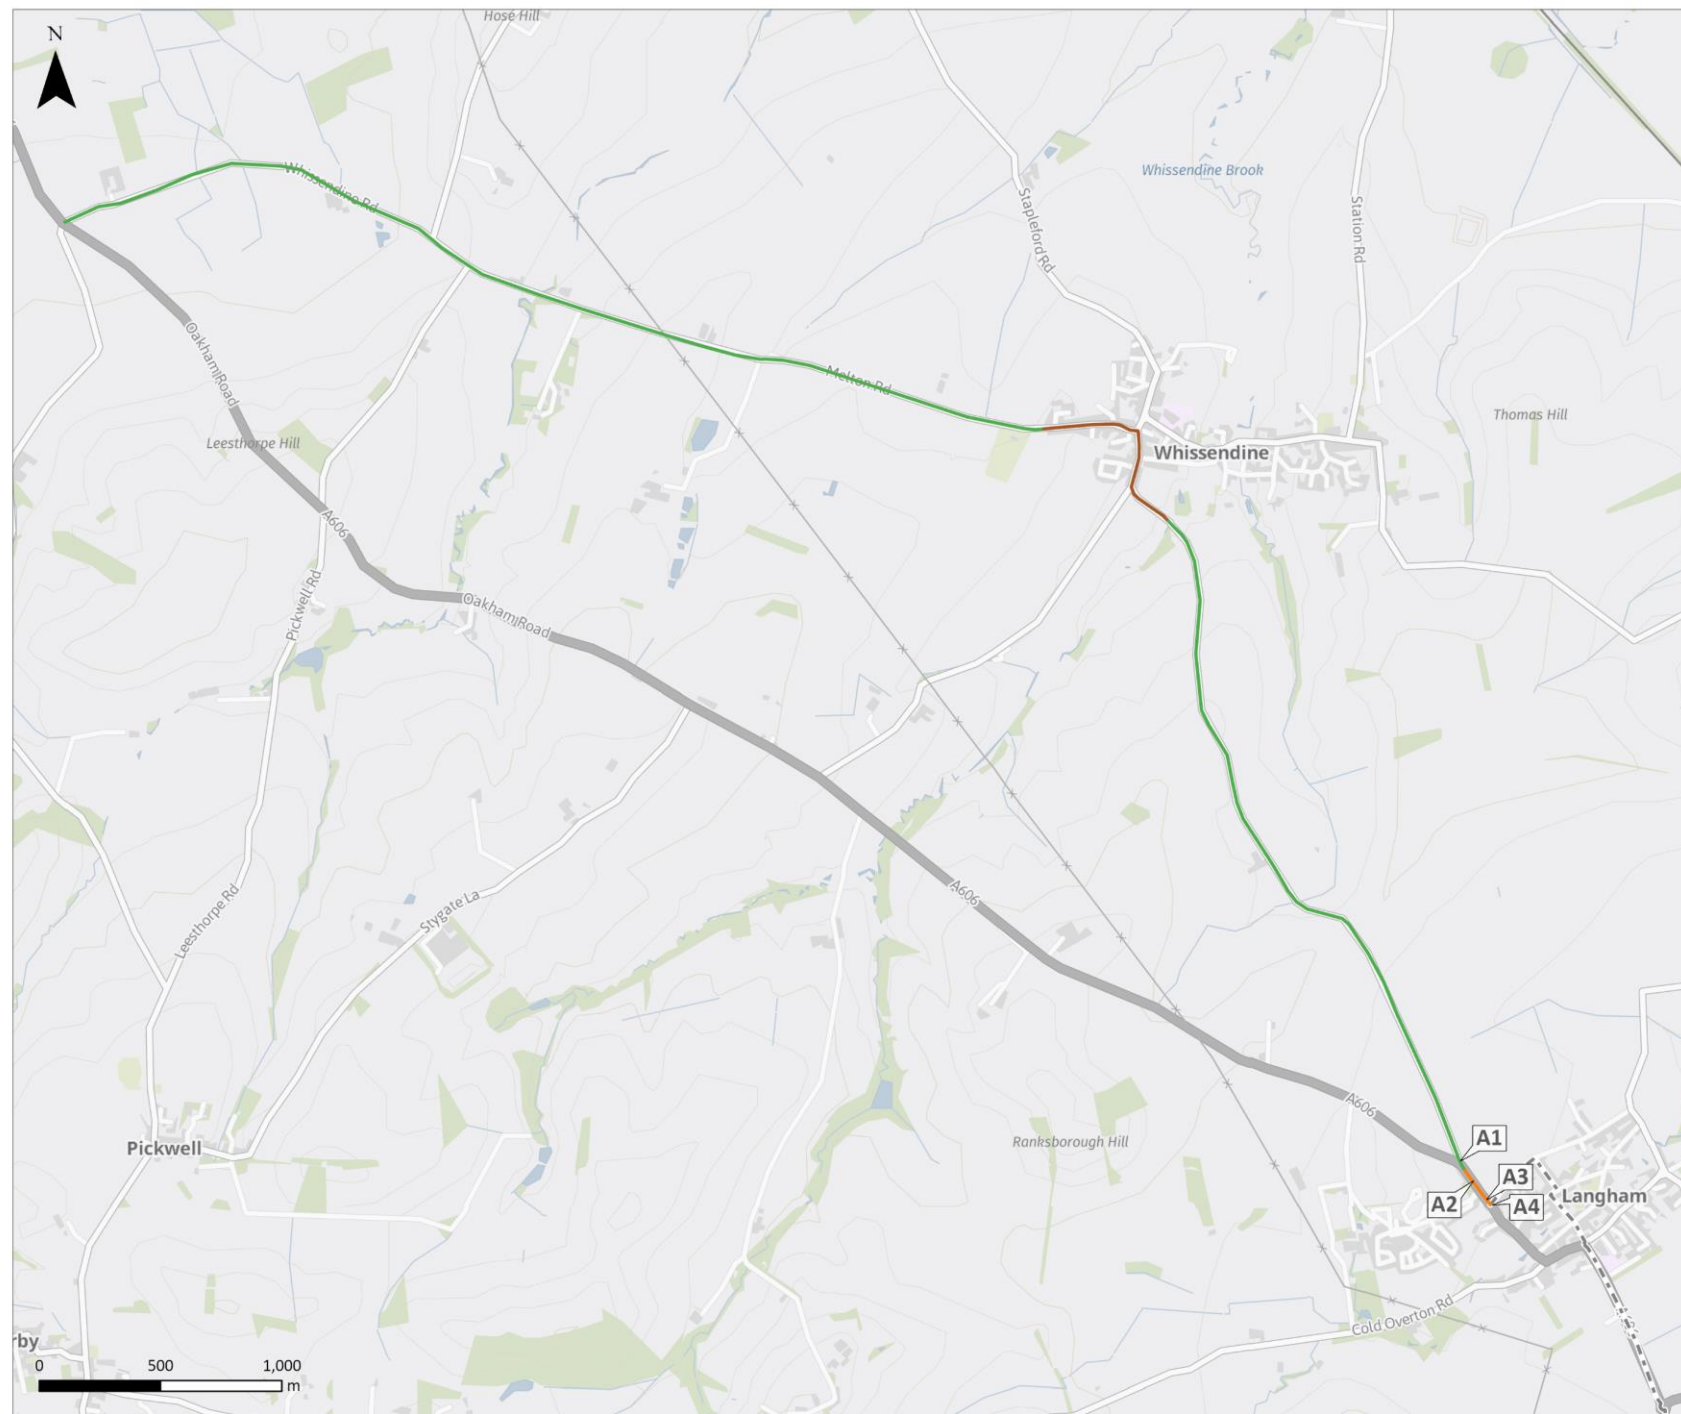 Hose Hill
N
Whissendine Brook
Whissendine Rd
Stapleford Rd
Station Rd
Oakham Road
Melton Rd
Thomas Hill
Leesthorpe Hill
Whissendine
A606
Pickwell Rd
Oakham Road
A606
Leesthorpe Rd
Stygate La
A606
Pickwell
Ranksborough Hill
A1
A3
A2
A4
Langham
Cold Overton Rd
rby
0 500 1,000
m